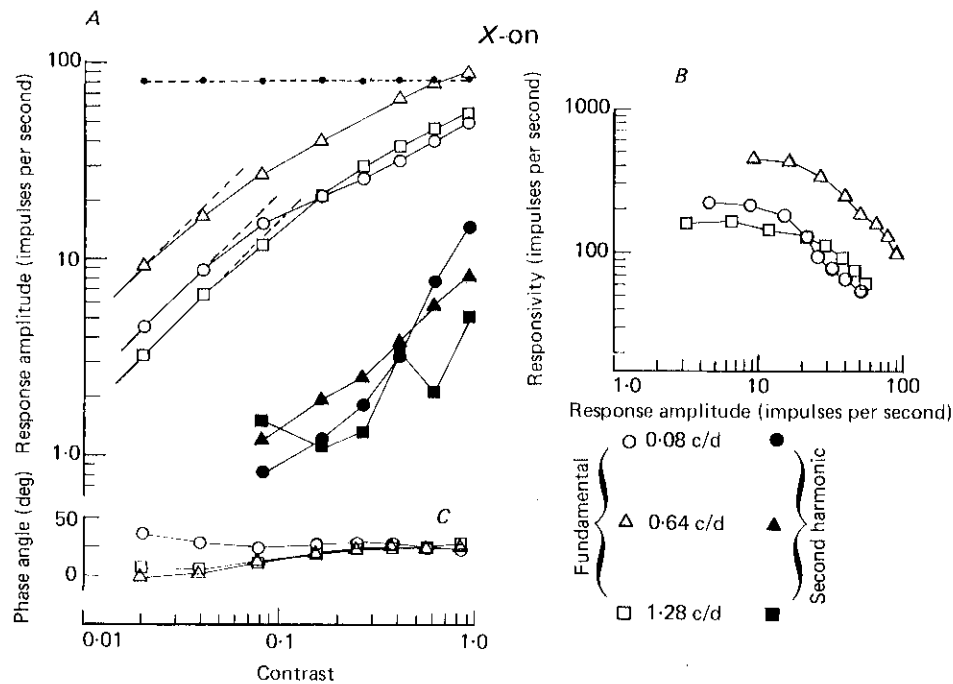 A
X-on
B
Response amplitude (impulses per second)
100
10
1·0
Phase angle (deg)
50
0
C
0·01
0·1
1·0
Contrast
Responsivity (impulses per second)
1000
100
1·0
10
100
Response amplitude (impulses per second)
Fundamental
0·08 c/d
0·64 c/d
1·28 c/d
Second harmonic